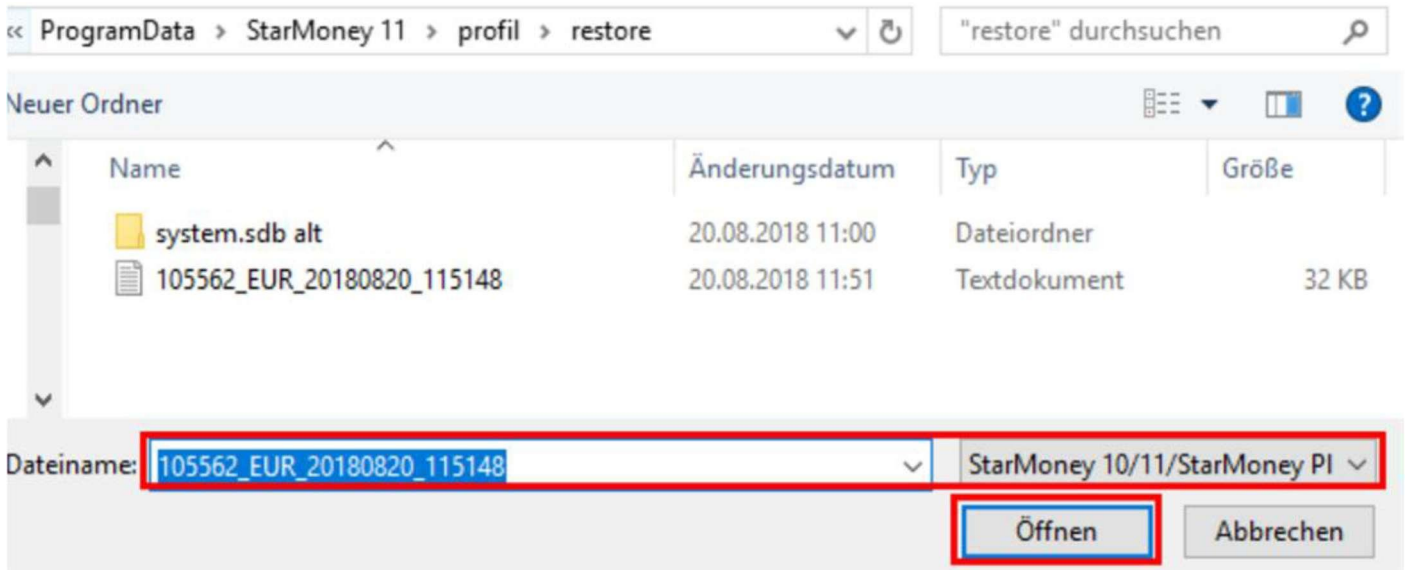 « ProgramData > StarMoney 11 > profil > restore "restore" durchsuchen
Neuer Ordner
Name Änderungsdatum Typ Größe
system.sdb alt 20.08.2018 11:00 Dateiordner
105562_EUR_20180820_115148 20.08.2018 11:51 Textdokument 32 KB
Dateiname: 105562_EUR_20180820_115148 StarMoney 10/11/StarMoney Pl
Öffnen Abbrechen